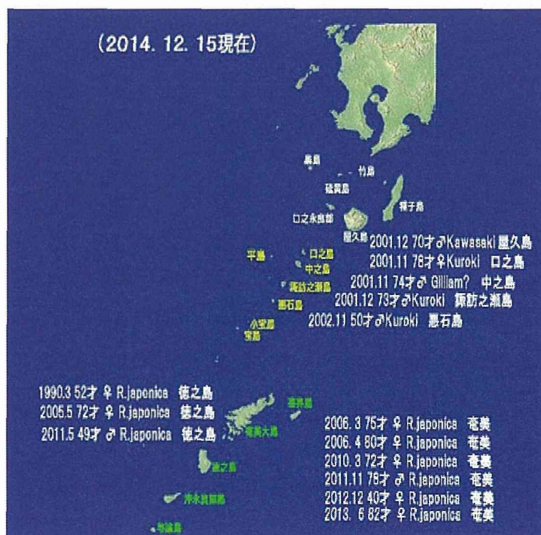 (2014. 12. 15現在)
黒島
竹島
硫黄島
種子島
口之永良部
屋久島
2001.12 70才♂Kawasaki 屋久島
2001.11 78才♀Kuroki 口之島
2001.11 74才♂ Gilliam? 中之島
2001.12 73才♂Kuroki 諏訪之瀬島
2002.11 50才♂Kuroki 悪石島
平島
口之島
中之島
諏訪之瀬島
悪石島
小宝島
宝島
1990.3 52才 ♀ R.japonica 徳之島
2005.5 72才 ♀ R.japonica 徳之島
2011.5 49才 ♂ R.japonica 徳之島
喜界島
奄美大島
徳之島
沖永良部島
与論島
2006. 3 75才 ♀ R.japonica 奄美
2006. 4 80才 ♀ R.japonica 奄美
2010. 3 72才 ♀ R.japonica 奄美
2011.11 78才 ♂ R.japonica 奄美
2012.12 40才 ♀ R.japonica 奄美
2013. 6 82才 ♀ R.japonica 奄美